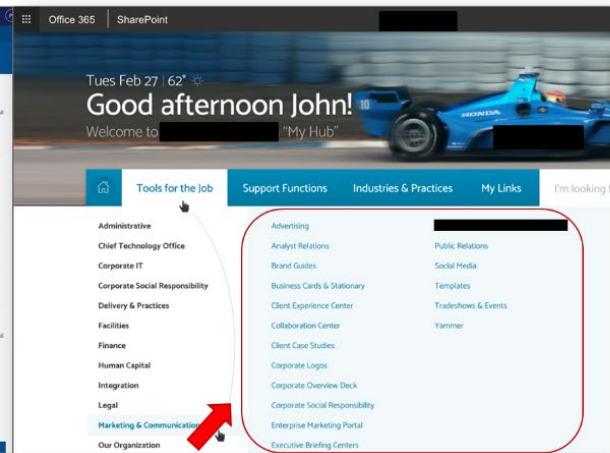 Office 365 SharePoint
Tues Feb 27 | 62°
Good afternoon John!
Welcome to "My Hub"
10
HONDA
Tools for the Job Support Functions Industries & Practices My Links I'm looking
Administrative
Chief Technology Office
Corporate IT
Corporate Social Responsibility
Delivery & Practices
Facilities
Finance
Human Capital
Integration
Legal
Marketing & Communication
Our Organization
Advertising
Analyst Relations
Brand Guides
Business Cards & Stationary
Client Experience Center
Collaboration Center
Client Case Studies
Corporate Logos
Corporate Overview Deck
Corporate Social Responsibility
Enterprise Marketing Portal
Executive Briefing Centers
Public Relations
Social Media
Templates
Tradeshows & Events
Yammer